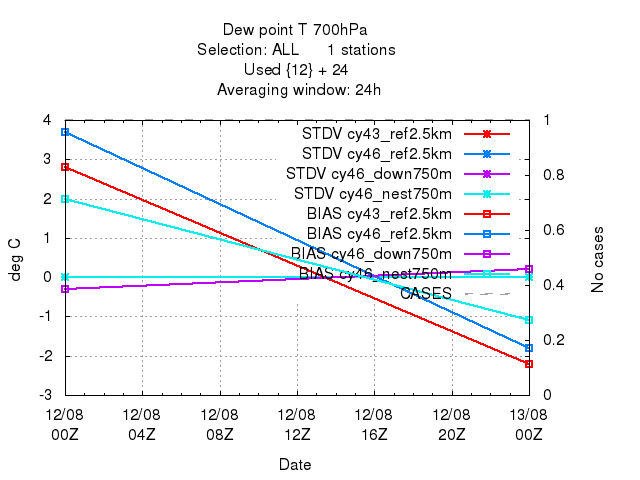 Dew point T 700hPa
Selection: ALL 1 stations
Used {12} + 24
Averaging window: 24h
4 1
STDV cy43_ref2.5km
STDV cy46_ref2.5km
3
STDV cy46_down750m
0.8
STDV cy46_nest750m
2
BIAS cy43_ref2.5km
BIAS cy46_ref2.5km
0.6
1
BIAS cy46_down750m
deg C No cases
0
BIAS cy46_nest750m
0.4
CASES
-1
0.2
-2
-3 0
12/08 12/08 12/08 12/08 12/08 12/08 13/08
00Z 04Z 08Z 12Z 16Z 20Z 00Z
Date